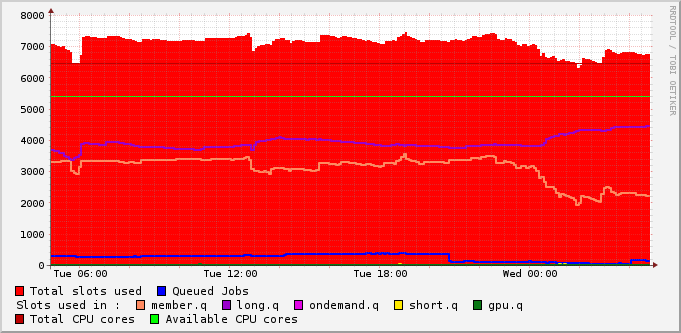 8000
7000
6000
5000
4000
3000
2000
1000
0
Tue 06:00 Tue 12:00 Tue 18:00 Wed 00:00
Total slots used Queued Jobs
Slots used in : member.q long.q ondemand.q short.q gpu.q
Total CPU cores Available CPU cores
RRDTOOL / TOBI OETIKER